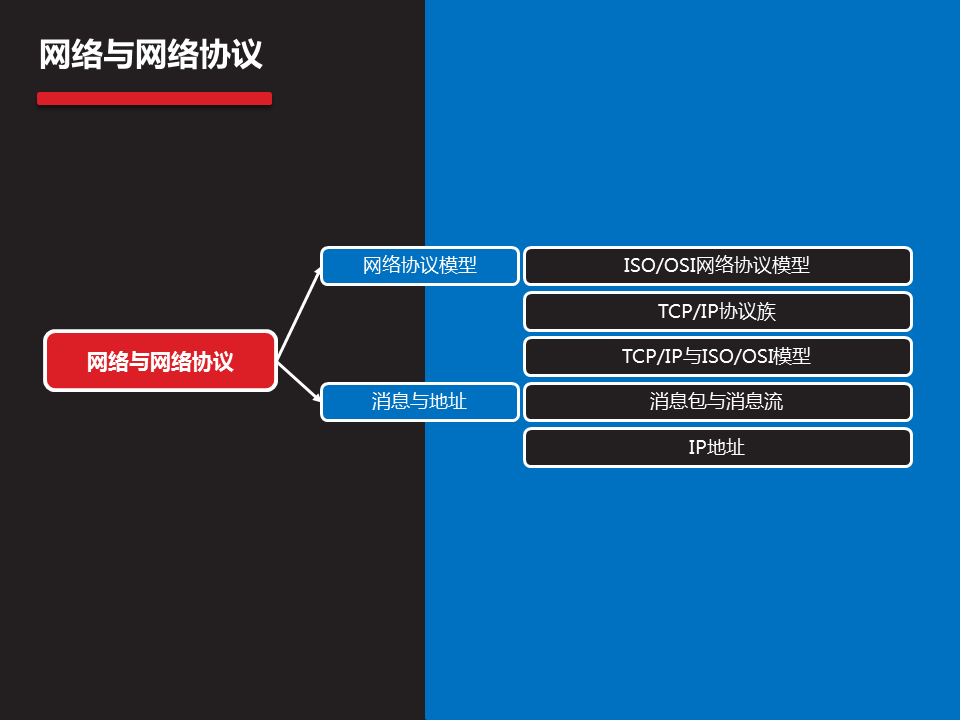 网络与网络协议
网络与网络协议
网络协议模型
ISO/OSI网络协议模型
TCP/IP协议族
TCP/IP与ISO/OSI模型
消息与地址
消息包与消息流
IP地址